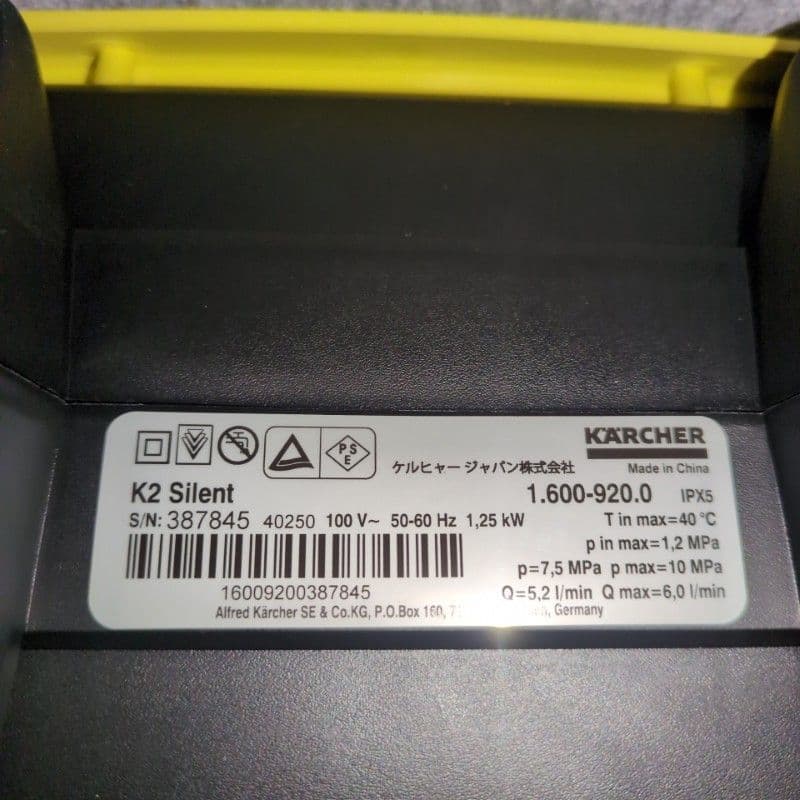 PS
E
ケルヒャー ジャパン株式会社
KÄRCHER
Made in China
K2 Silent
1.600-920.0 IPX5
S/N: 387845 40250 100 V~ 50-60 Hz 1,25 kW
T in max=40 °C
p in max=1,2 MPa
p=7,5 MPa p max=10 MPa
16009200387845
Q=5,2 l/min Q max=6,0 l/min
Alfred Kärcher SE & Co.KG, P.O.Box 160, Germany